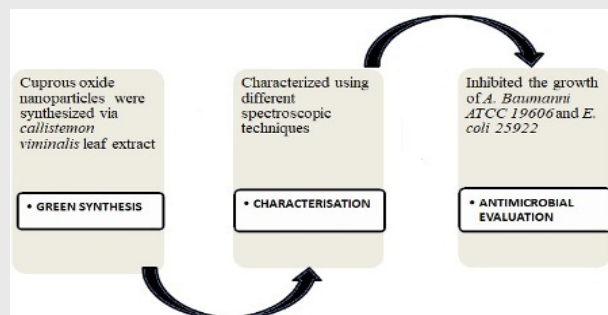 Cuprous oxide
nanoparticles were
synthesized via
callistemon
viminalis leaf extract
• GREEN SYNTHESIS
Characterized using
different
spectroscopic
techniques
• CHARACTERISATION
Inhibited the growth
of A. Baumanni
ATCC 19606 and E.
coli 25922
• ANTIMICROBIAL
EVALUATION